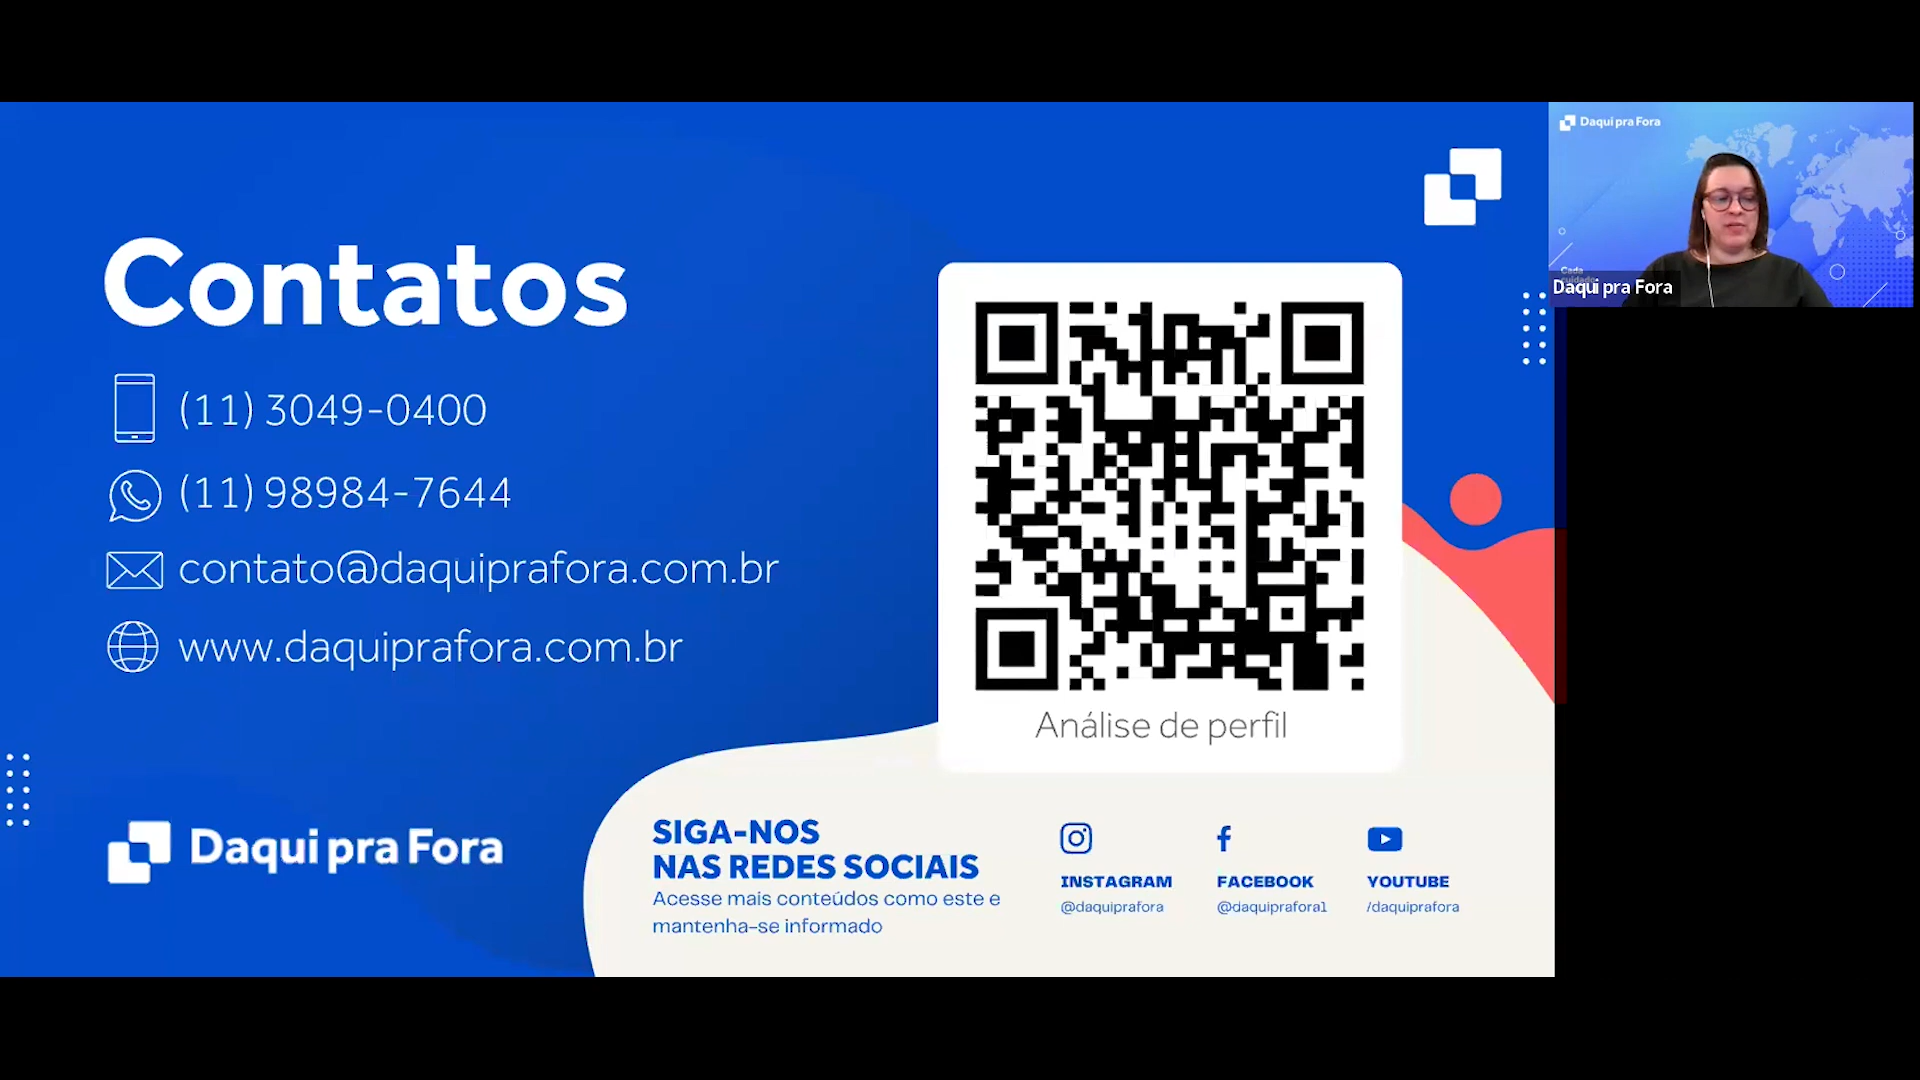 Contatos
(11) 3049-0400
(11) 98984-7644
contato@daquiprafora.com.br
www.daquiprafora.com.br
Daqui pra Fora
Análise de perfil
SIGA-NOS
NAS REDES SOCIAIS
Acesse mais conteúdos como este e
mantenha-se informado
INSTAGRAM
@daquiprafora
FACEBOOK
@daquiprafora1
YOUTUBE
/daquiprafora
Daqui pra Fora
Cada
Daqui pra Fora